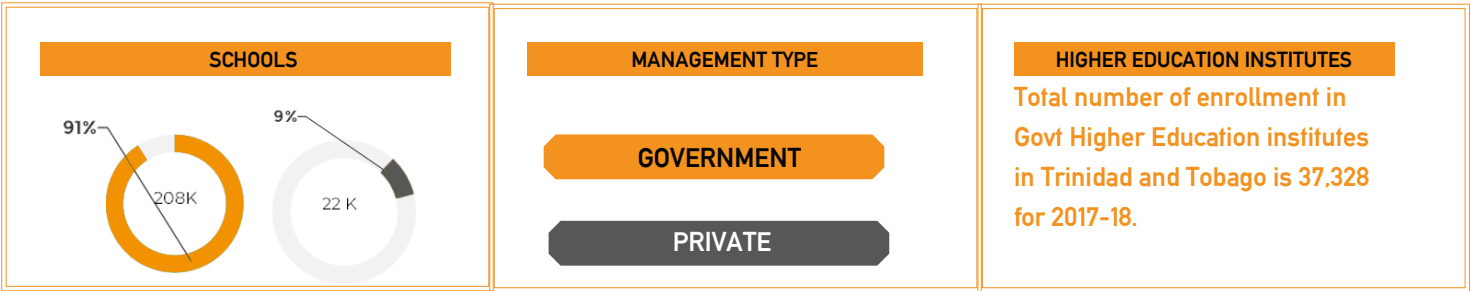 SCHOOLS
91%
208K
9%
22 K
MANAGEMENT TYPE
GOVERNMENT
PRIVATE
HIGHER EDUCATION INSTITUTES
Total number of enrollment in
Govt Higher Education institutes
in Trinidad and Tobago is 37,328
for 2017-18.